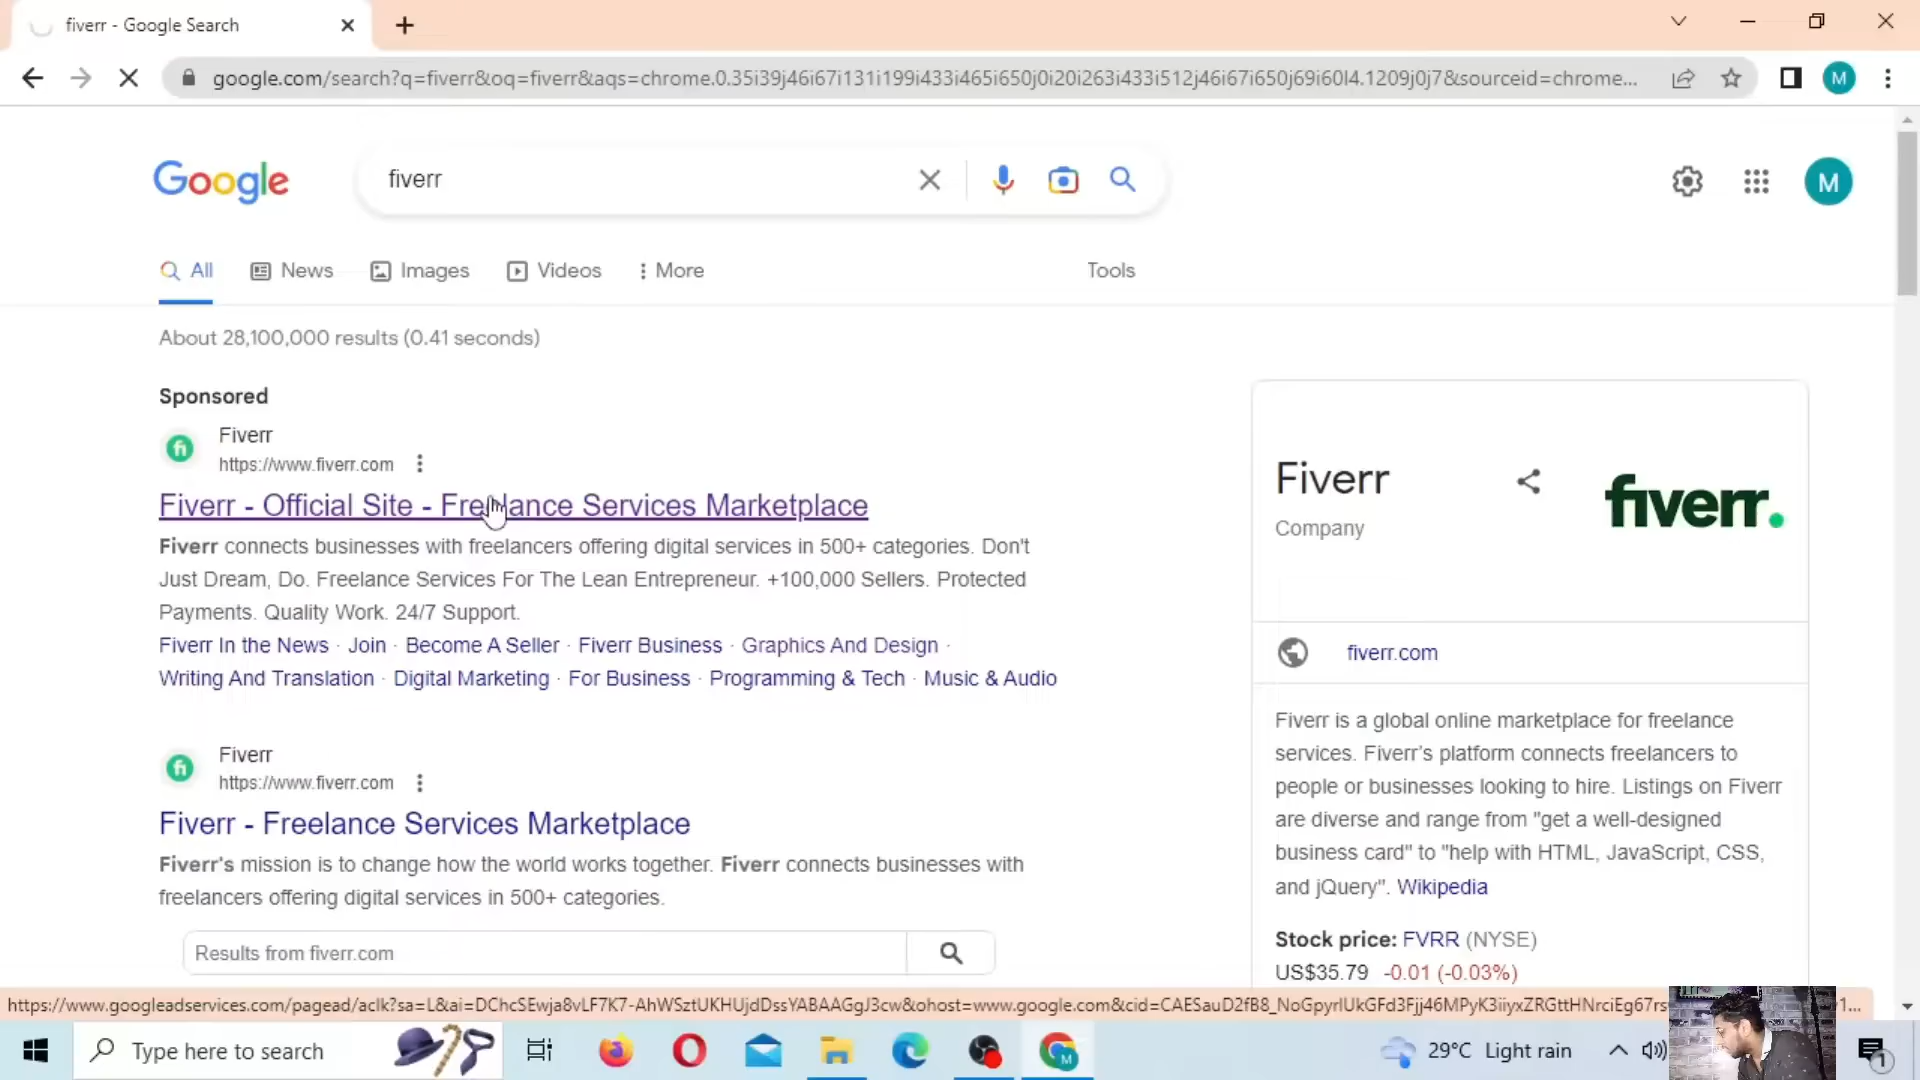 fiverr - Google Search
google.com/search?q=fiverr&oq=fiverr&aqs=chrome.0.35i39j46i67i131i199i433i465i650j0i20i263i433i512j46i67i650j69i60l4.1209j0j7&sourceid=chrome...
M
Google
fiverr
M
All
News
Images
Videos
More
Tools
About 28,100,000 results (0.41 seconds)
Sponsored
Fiverr
https://www.fiverr.com
Fiverr - Official Site - Freelance Services Marketplace
Fiverr connects businesses with freelancers offering digital services in 500+ categories. Don't
Just Dream, Do. Freelance Services For The Lean Entrepreneur. +100,000 Sellers. Protected
Payments. Quality Work. 24/7 Support.
Fiverr In the News · Join · Become A Seller · Fiverr Business · Graphics And Design ·
Writing And Translation · Digital Marketing · For Business · Programming & Tech · Music & Audio
Fiverr
https://www.fiverr.com
Fiverr - Freelance Services Marketplace
Fiverr's mission is to change how the world works together. Fiverr connects businesses with
freelancers offering digital services in 500+ categories.
Results from fiverr.com
Fiverr
Company
fiverr.
fiverr.com
Fiverr is a global online marketplace for freelance
services. Fiverr's platform connects freelancers to
people or businesses looking to hire. Listings on Fiverr
are diverse and range from "get a well-designed
business card" to "help with HTML, JavaScript, CSS,
and jQuery". Wikipedia
Stock price: FVRR (NYSE)
US$35.79 -0.01 (-0.03%)
Type here to search
29°C Light rain
1